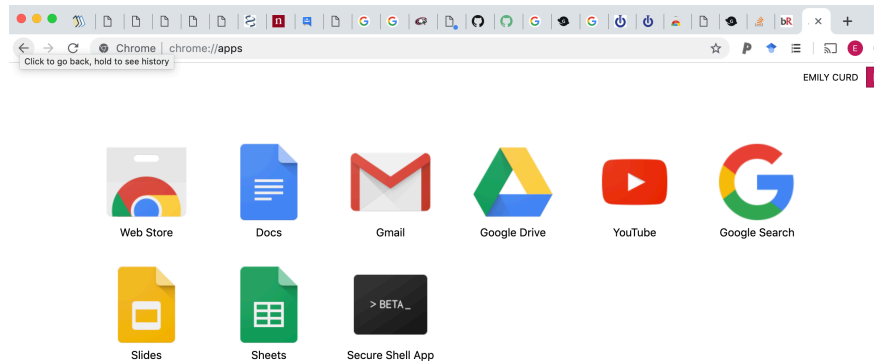 Chrome | chrome://apps
Click to go back, hold to see history
EMILY CURD
Web Store Docs Gmail Google Drive YouTube Google Search
> BETA_
Slides Sheets Secure Shell App
n
bR
P
E